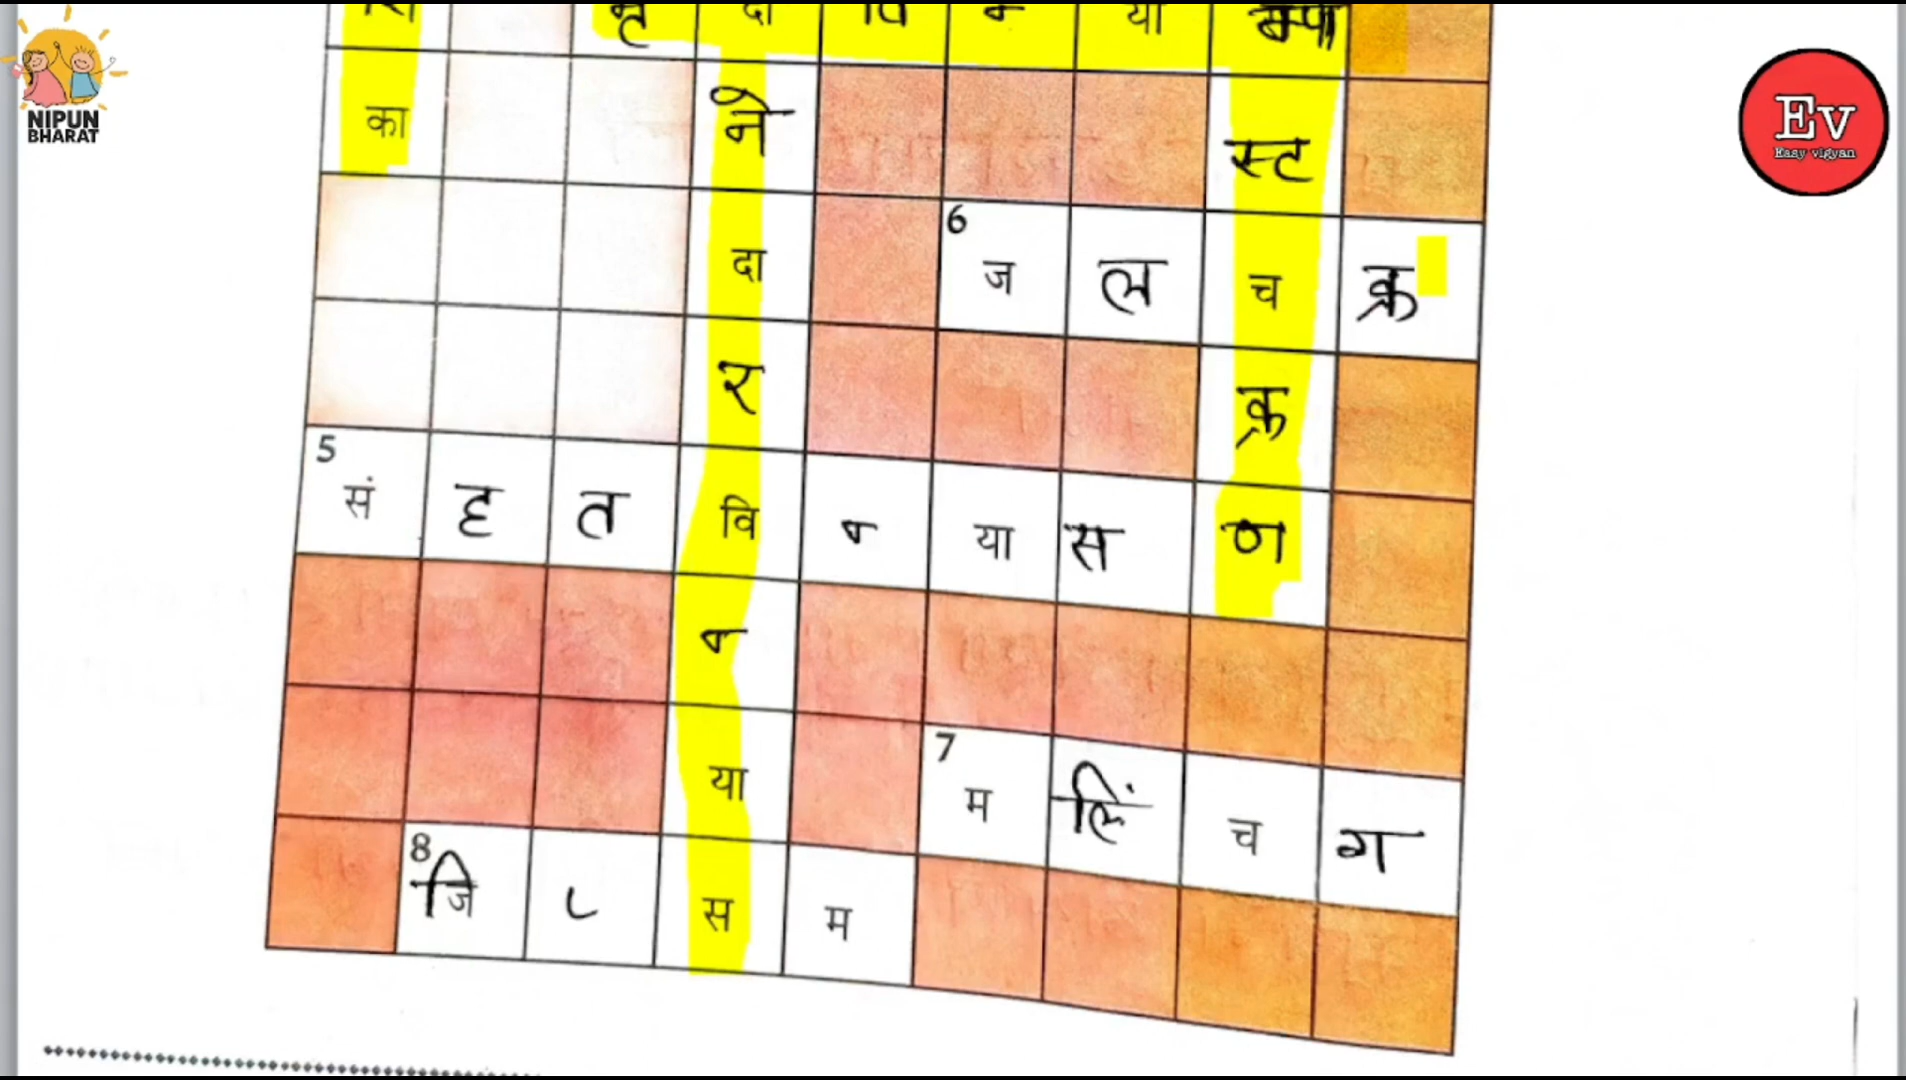 दा वि न् या
NIPUN
BHARAT
का ने स्ट
Ev
Easy vigyan
दा 6 ज ल च क्र
र क्र
5 सं ह त वि न् या स ण
न्
या 7 म लिं च ग
8 जि स म